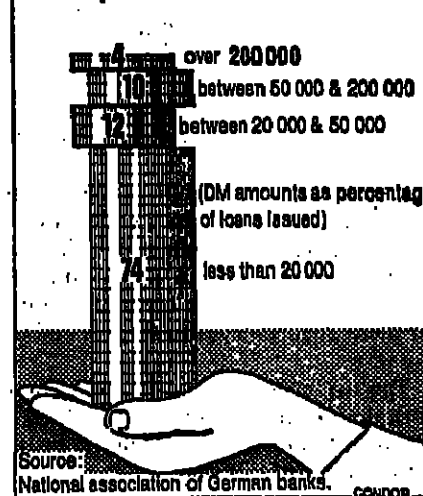 4 over 200 000
10 between 50 000 & 200 000
12 between 20 000 & 50 000
(DM amounts as percentag
of loans issued)
74 less than 20 000
Source:
National association of German banks.
CONDOR